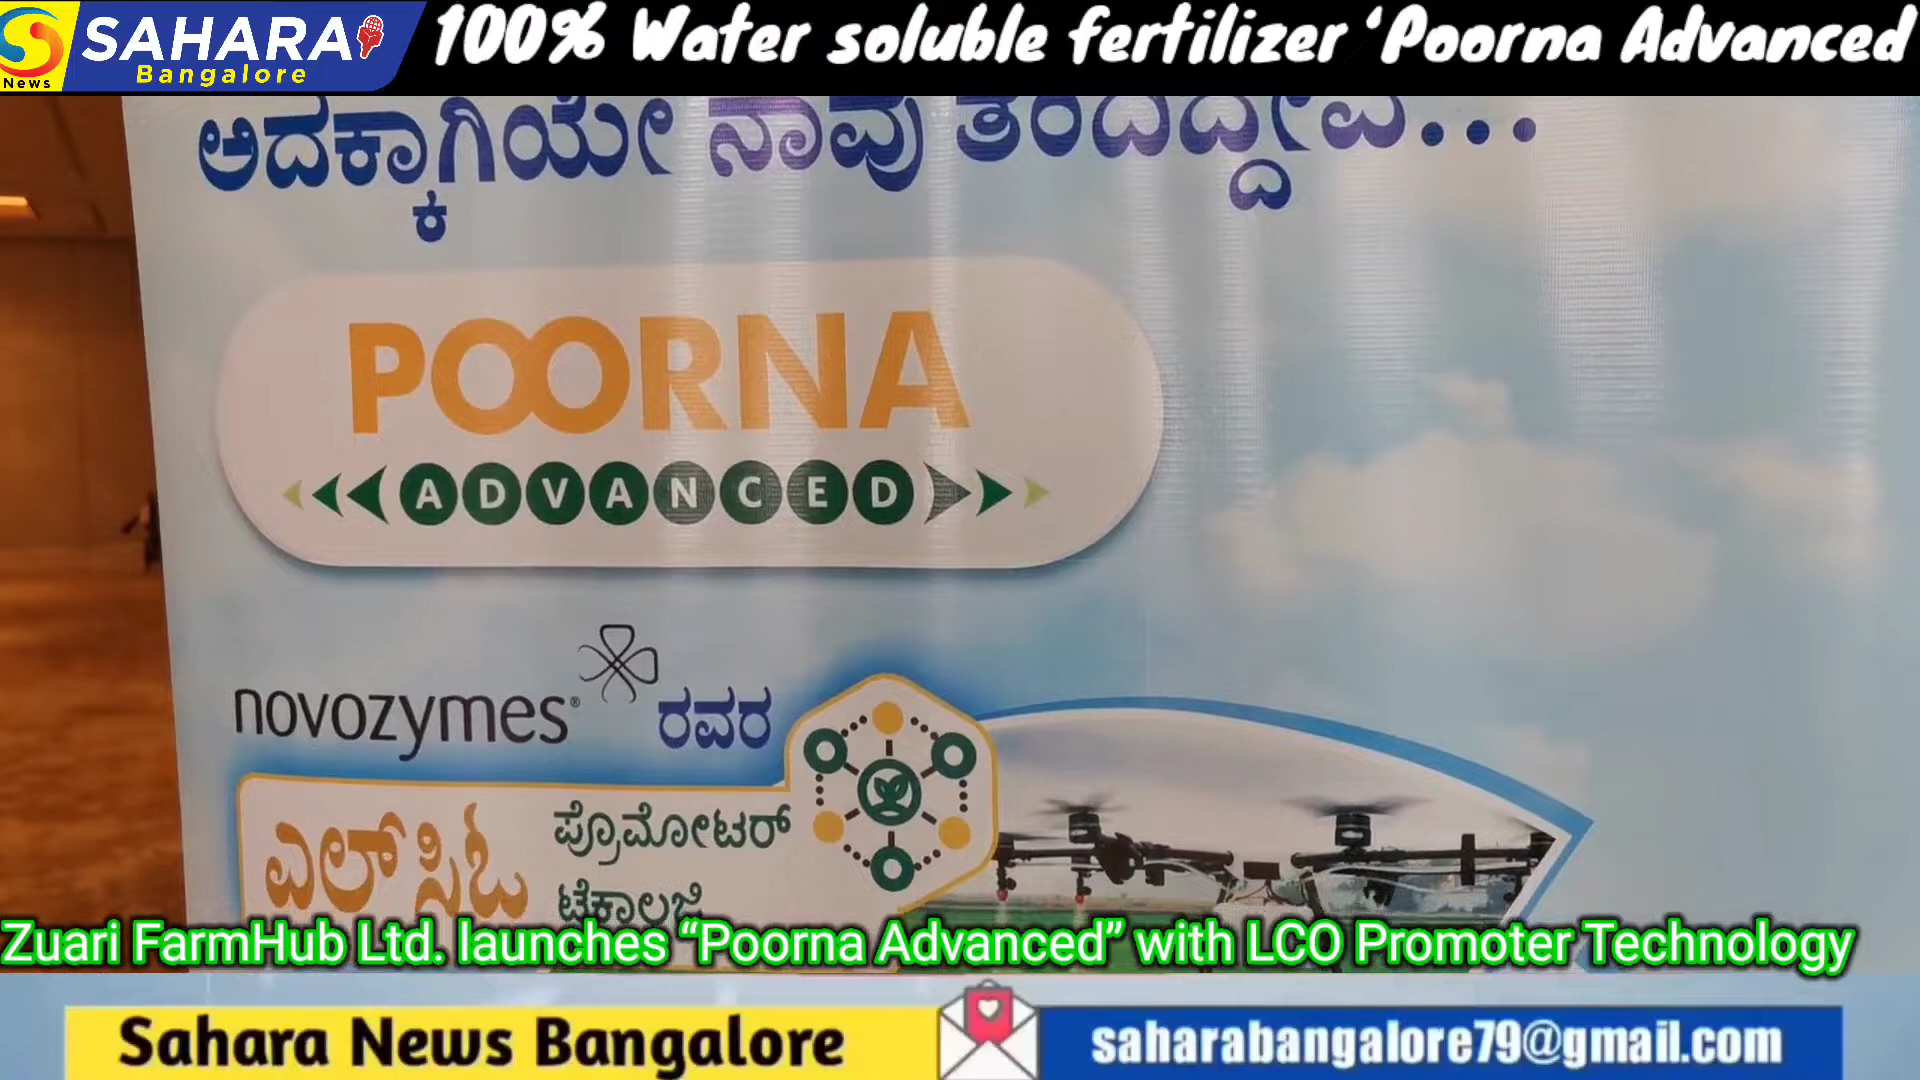 SAHARA
Bangalore
News
100% Water soluble fertilizer ‘Poorna Advanced
ಅದಕ್ಕಾಗಿಯೇ ನಾವು ತಂದಿದ್ದೇವೆ...
POORNA
ADVANCED
novozymes® ರವರ
ಎಲ್ ಸಿಓ
ಪ್ರೊಮೋಟರ್
ಟೆಕ್ನಾಲಜಿ
Zuari FarmHub Ltd. launches “Poorna Advanced” with LCO Promoter Technology
Sahara News Bangalore
saharabangalore79@gmail.com